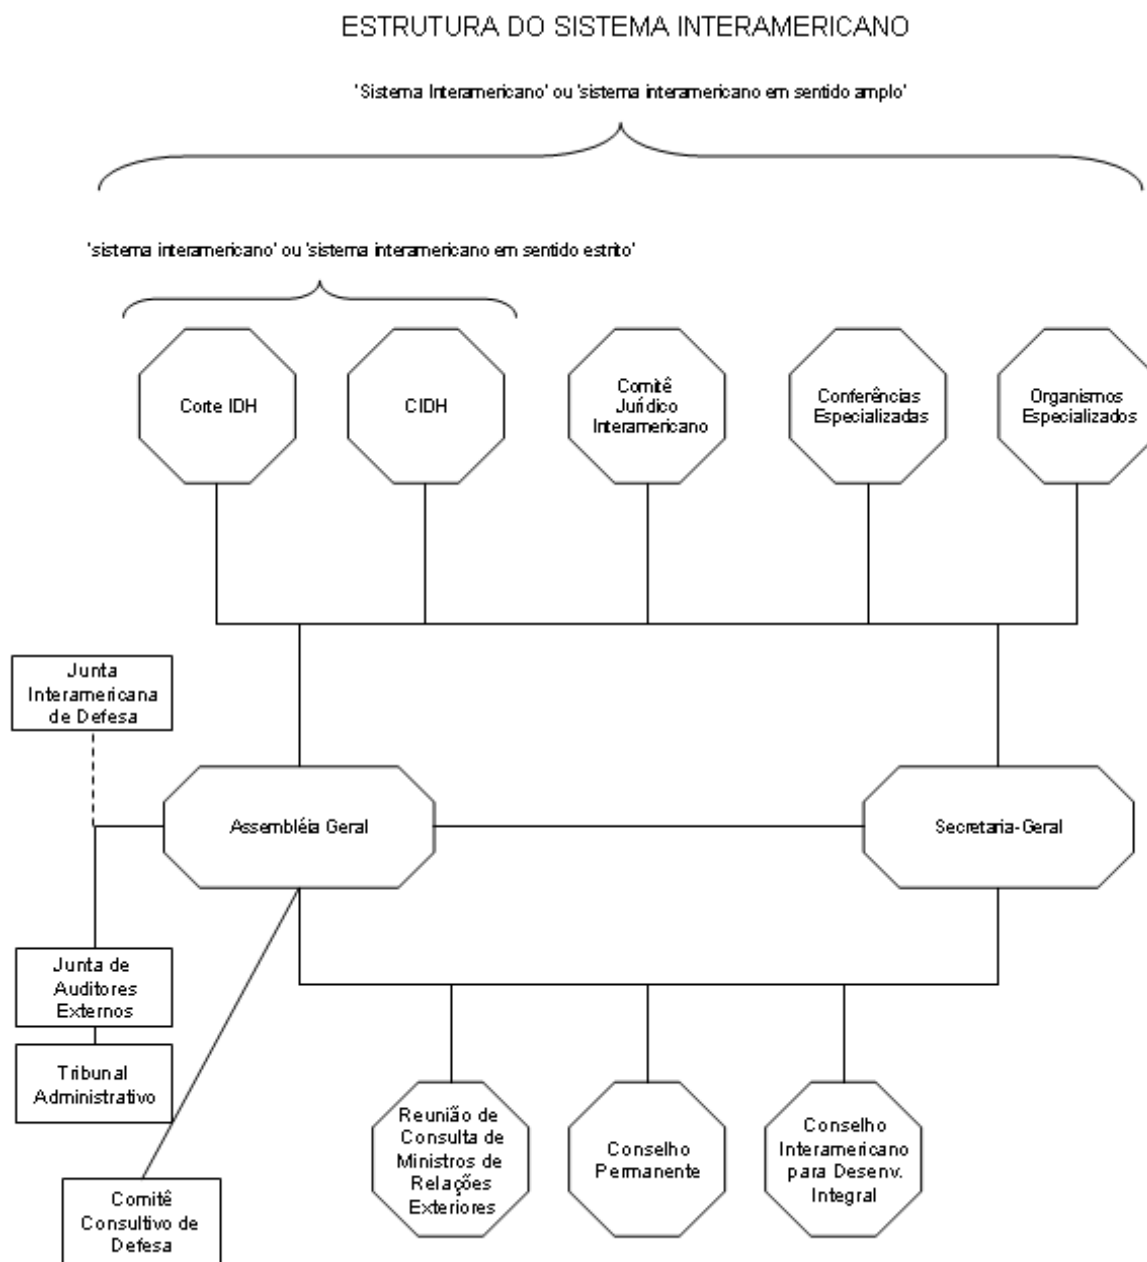 ESTRUTURA DO SISTEMA INTERAMERICANO
'Sistema Interamericano' ou 'sistema interamericano em sentido amplo'
'sistema interamericano' ou 'sistema interamericano em sentido estrito'
Corte IDH
CIDH
Comitê
Jurídico
Interamericano
Conferências
Especializadas
Organismos
Especializados
Junta
Interamericana
de Defesa
Assembléia Geral
Secretaria-Geral
Junta de
Auditores
Externos
Tribunal
Administrativo
Reunião de
Consulta de
Ministros de
Relações
Exteriores
Conselho
Permanente
Conselho
Interamericano
para Desenv.
Integral
Comitê
Consultivo de
Defesa